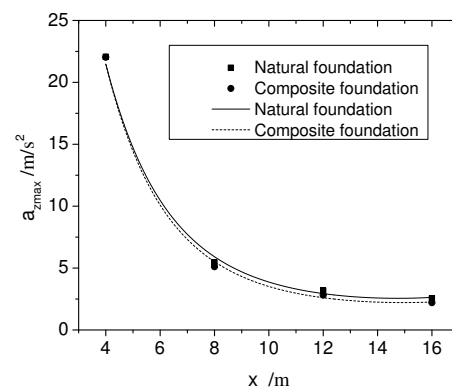 25
20
15
10
5
0
a_zmax /m/s²
Natural foundation
Composite foundation
Natural foundation
Composite foundation
4 6 8 10 12 14 16
x /m